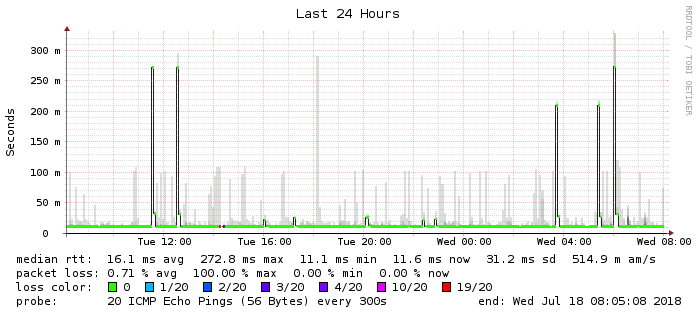 Last 24 Hours
RRDTOOL / TOBI OETIKER
Seconds
300 m
250 m
200 m
150 m
100 m
50 m
0
Tue 12:00 Tue 16:00 Tue 20:00 Wed 00:00 Wed 04:00 Wed 08:00
median rtt: 16.1 ms avg 272.8 ms max 11.1 ms min 11.6 ms now 31.2 ms sd 514.9 m am/s
packet loss: 0.71 % avg 100.00 % max 0.00 % min 0.00 % now
loss color: 0 1/20 2/20 3/20 4/20 10/20 19/20
probe: 20 ICMP Echo Pings (56 Bytes) every 300s end: Wed Jul 18 08:05:08 2018